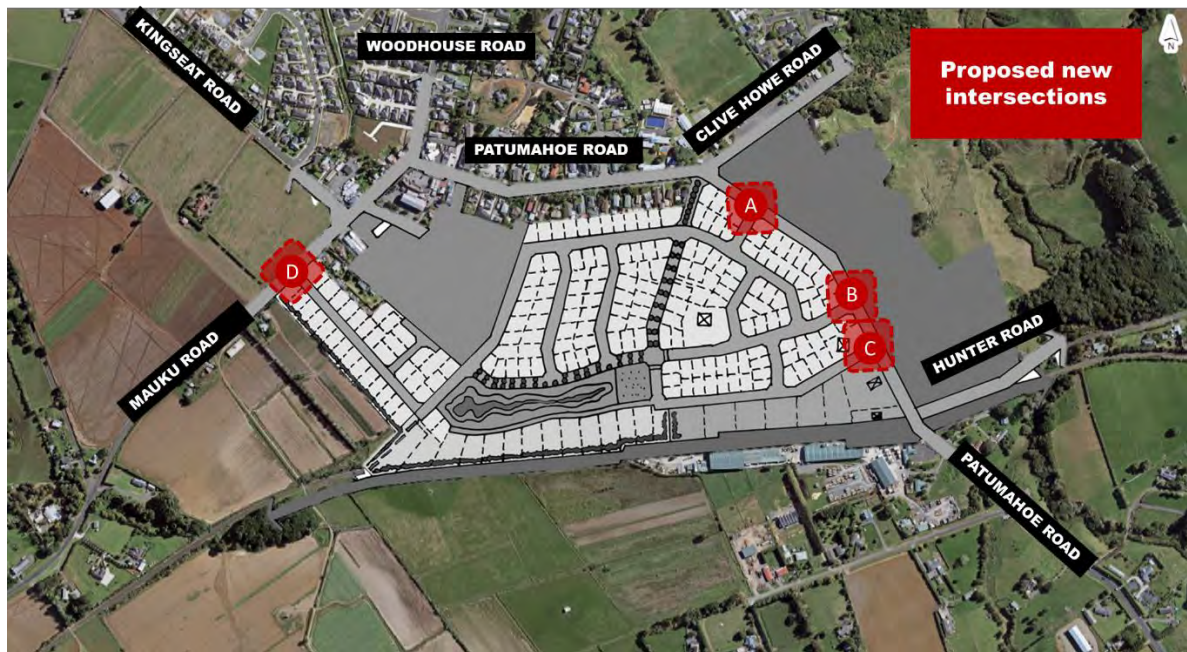 KINGSEAT ROAD
WOODHOUSE ROAD
CLIVE HOWE ROAD
Proposed new
intersections
N
PATUMAHOE ROAD
A
D
B
C
MAUKU ROAD
HUNTER ROAD
PATUMAHOE ROAD